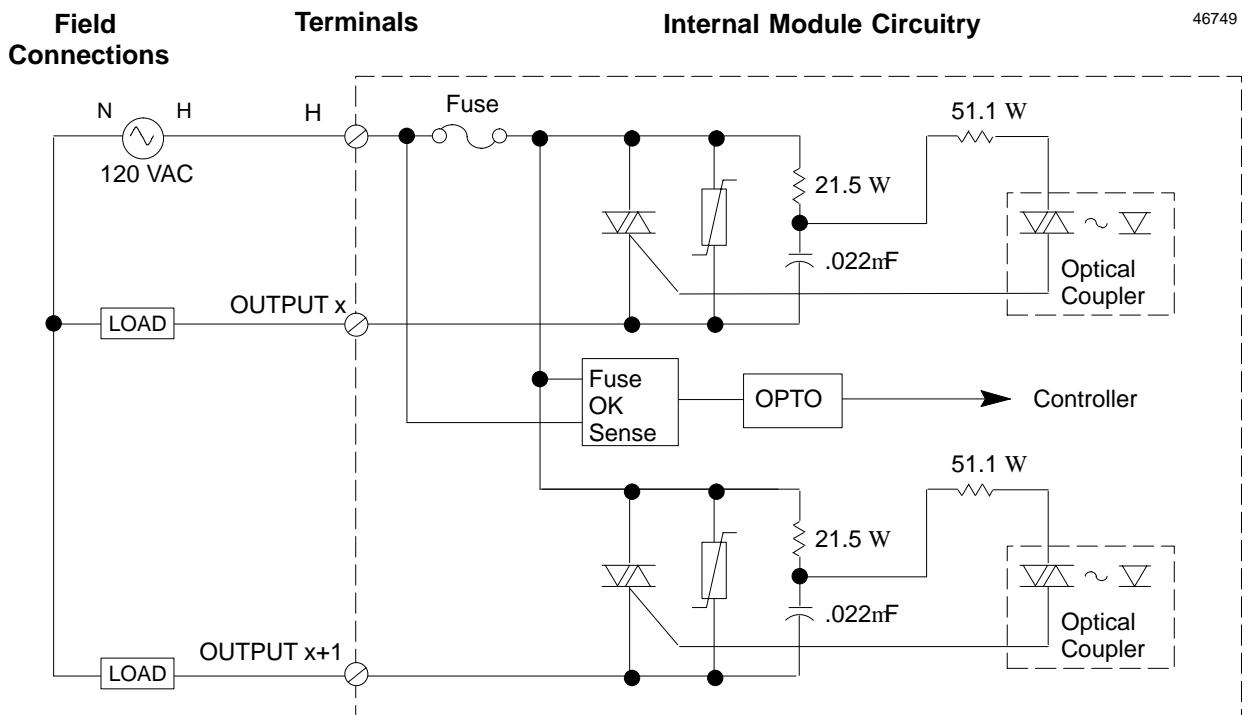 Field
Connections
Terminals
Internal Module Circuitry
46749
N
H
H
Fuse
51.1 W
120 VAC
21.5 W
.022mF
Optical
Coupler
OUTPUT x
LOAD
Fuse
OK
Sense
OPTO
Controller
51.1 W
21.5 W
.022mF
Optical
Coupler
OUTPUT x+1
LOAD